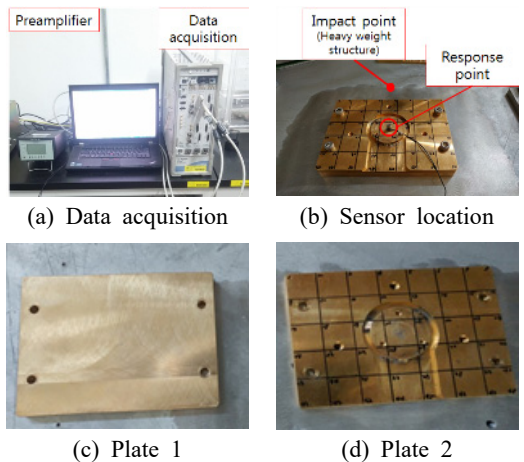 Preamplifier
Data
acquisition
Impact point
(Heavy weight
structure)
Response
point
(a) Data acquisition
(b) Sensor location
(c) Plate 1
(d) Plate 2